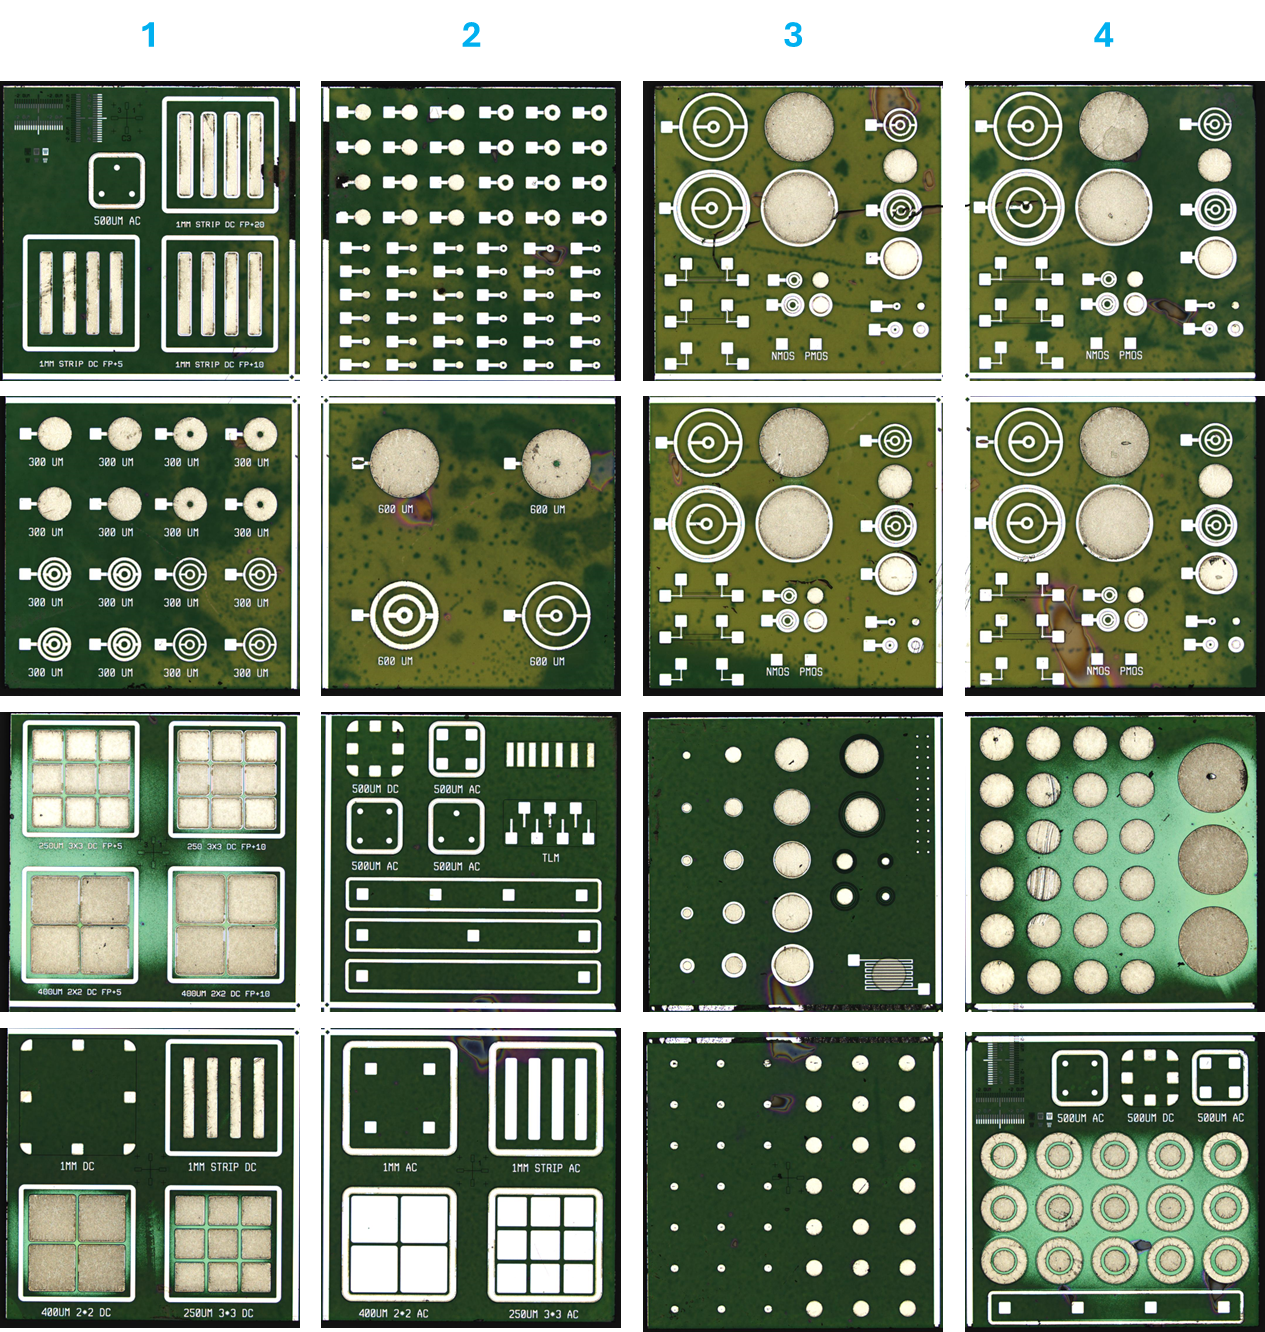 1 2 3 4
500UM AC
1MM STRIP DC FP+20
1MM STRIP DC FP+5
1MM STRIP DC FP+10
NMOS PMOS
NMOS PMOS
300 UM 300 UM 300 UM 300 UM
300 UM 300 UM 300 UM 300 UM
300 UM 300 UM 300 UM 300 UM
300 UM 300 UM 300 UM 300 UM
600 UM 600 UM
600 UM 600 UM
NMOS PMOS
NMOS PMOS
250UM 3X3 DC FP+5
250 3X3 DC FP+10
400UM 2X2 DC FP+5
400UM 2X2 DC FP+10
500UM DC 500UM AC
500UM AC 500UM AC
TLM
1MM DC 1MM STRIP DC
400UM 2*2 DC 250UM 3*3 DC
1MM AC 1MM STRIP AC
400UM 2*2 AC 250UM 3*3 AC
500UM AC 500UM DC 500UM AC